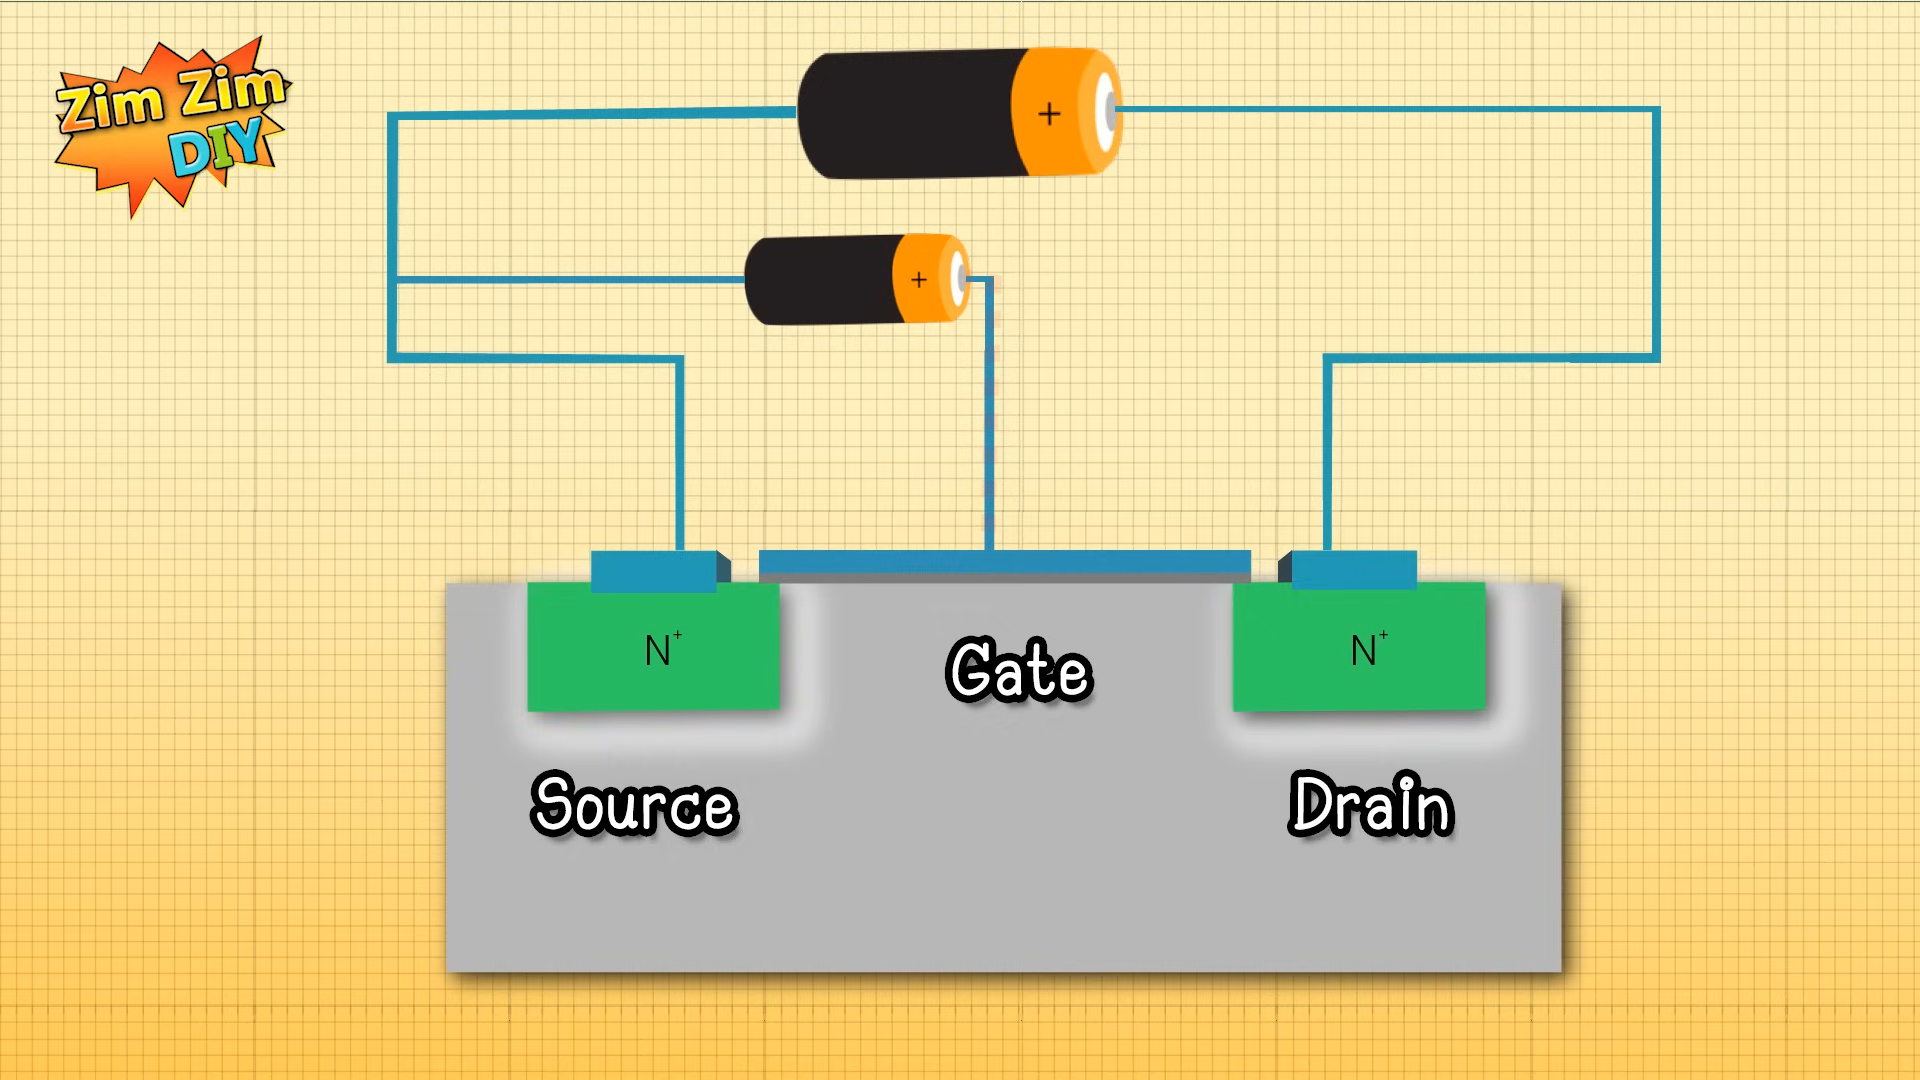 Zim Zim
DIY
+
+
N⁺
N⁺
Gate
Source
Drain